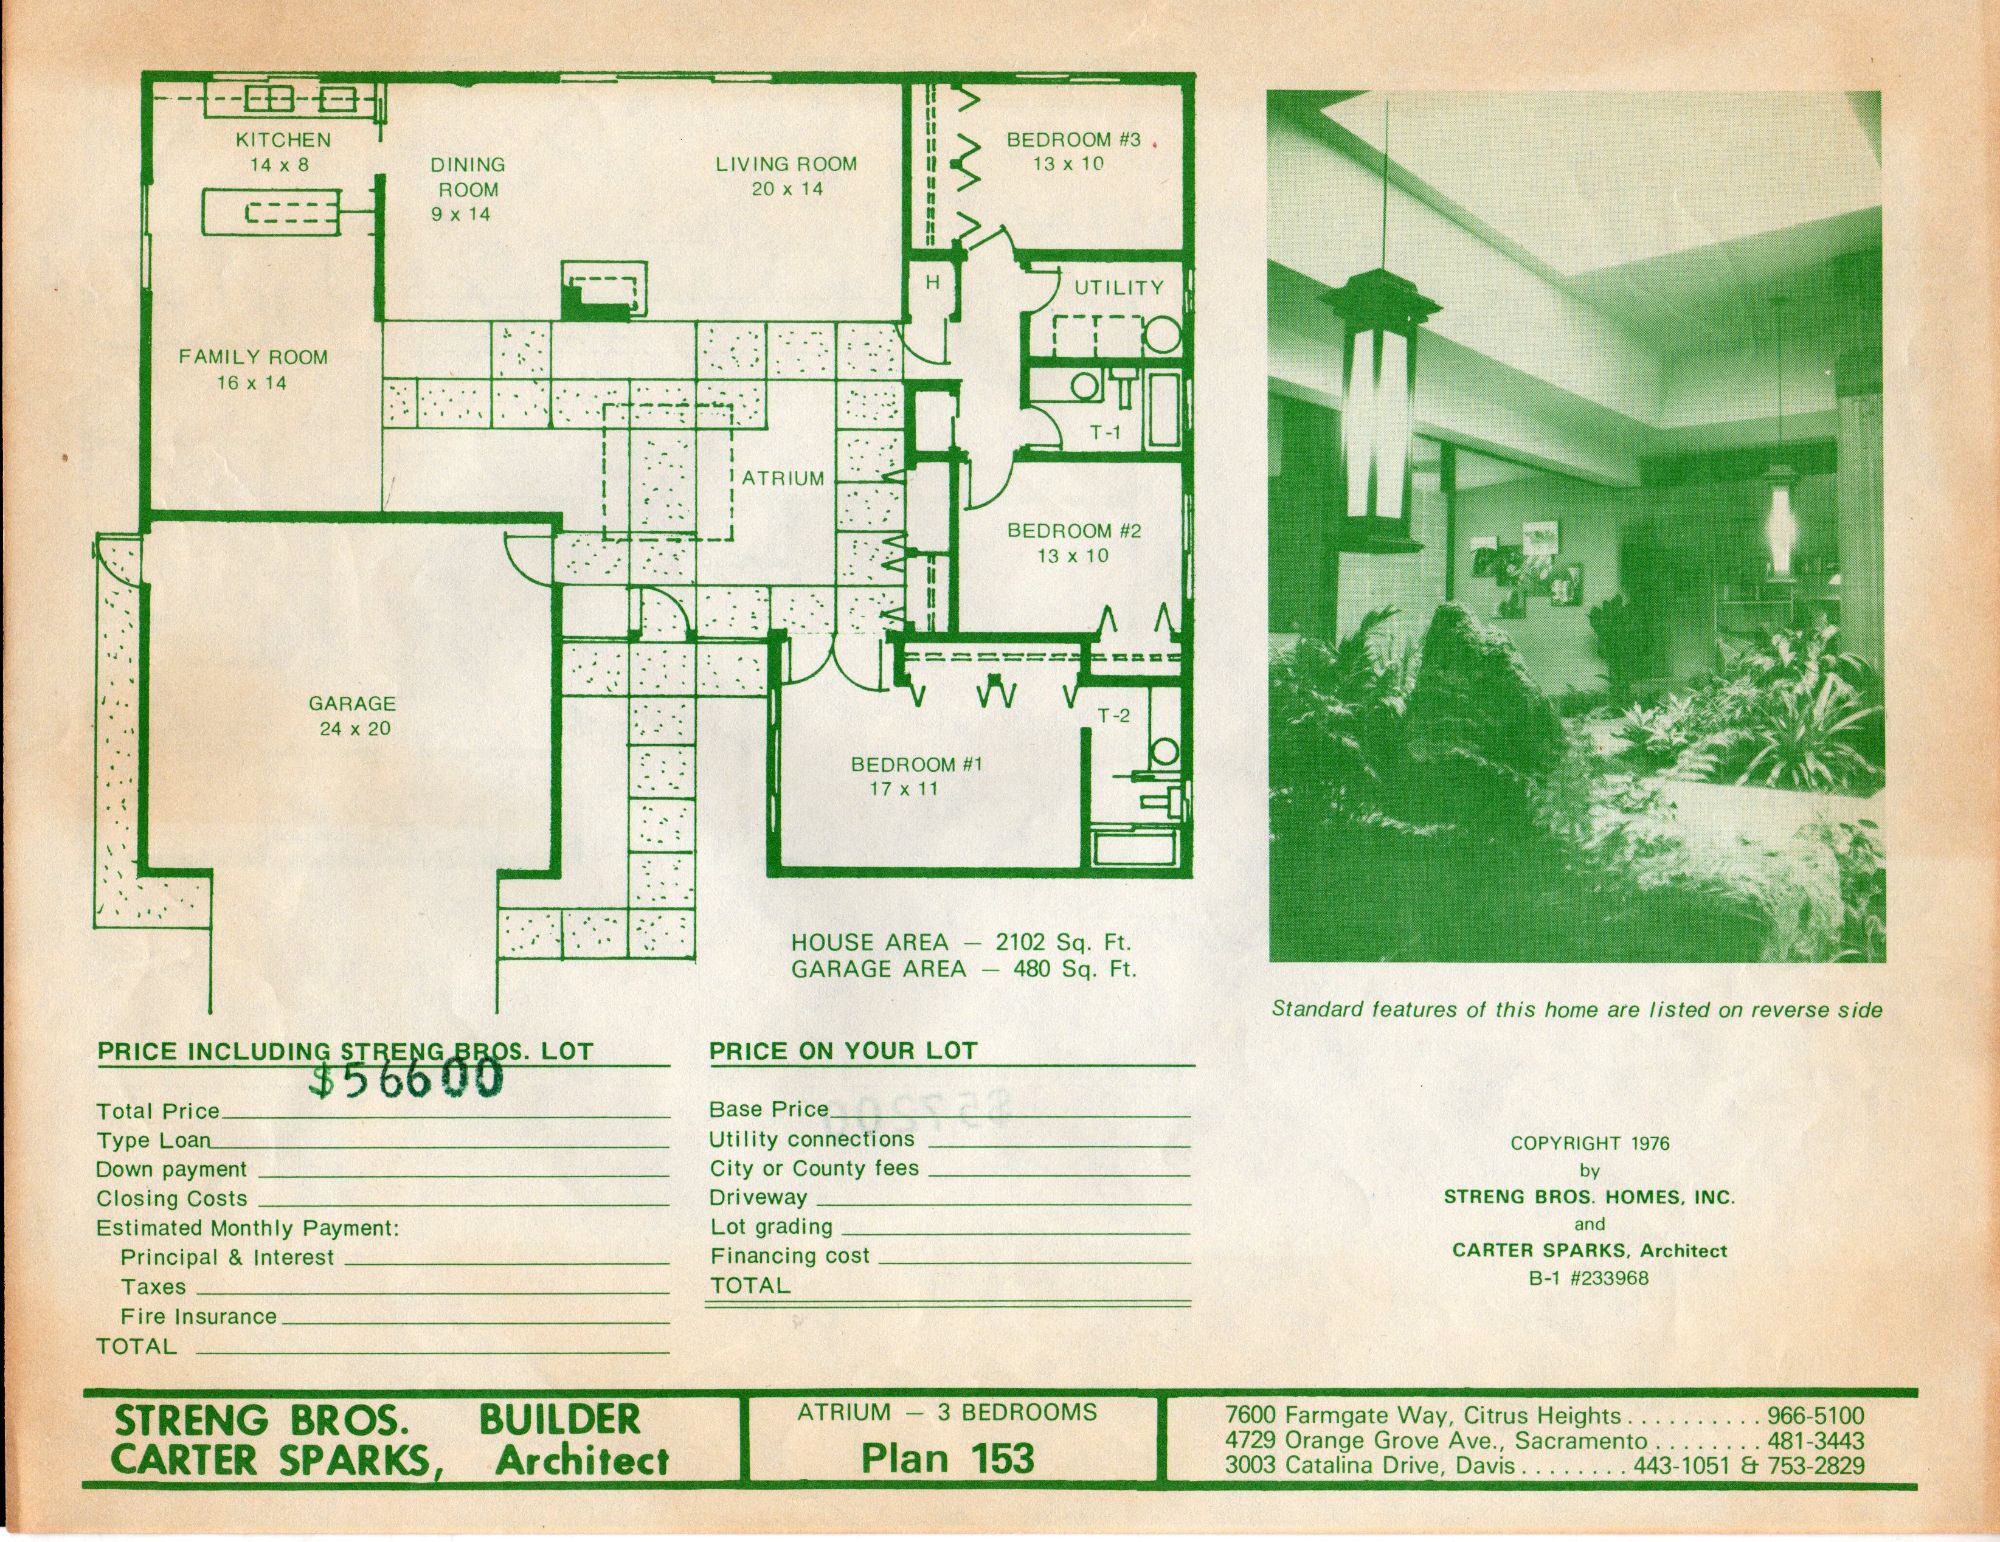 KITCHEN
14 x 8
DINING
ROOM
9 x 14
LIVING ROOM
20 x 14
BEDROOM #3
13 x 10
H
UTILITY
FAMILY ROOM
16 x 14
T-1
ATRIUM
BEDROOM #2
13 x 10
GARAGE
24 x 20
T-2
BEDROOM #1
17 x 11
HOUSE AREA — 2102 Sq. Ft.
GARAGE AREA — 480 Sq. Ft.
Standard features of this home are listed on reverse side
PRICE INCLUDING STRENG BROS. LOT
$56600
Total Price
Type Loan
Down payment
Closing Costs
Estimated Monthly Payment:
Principal & Interest
Taxes
Fire Insurance
TOTAL
PRICE ON YOUR LOT
$57200
Base Price
Utility connections
City or County fees
Driveway
Lot grading
Financing cost
TOTAL
COPYRIGHT 1976
by
STRENG BROS. HOMES, INC.
and
CARTER SPARKS, Architect
B-1 #233968
STRENG BROS. BUILDER
CARTER SPARKS, Architect
ATRIUM — 3 BEDROOMS
Plan 153
7600 Farmgate Way, Citrus Heights . . . . . . . . . . 966-5100
4729 Orange Grove Ave., Sacramento . . . . . . . . 481-3443
3003 Catalina Drive, Davis . . . . . . . . 443-1051 & 753-2829